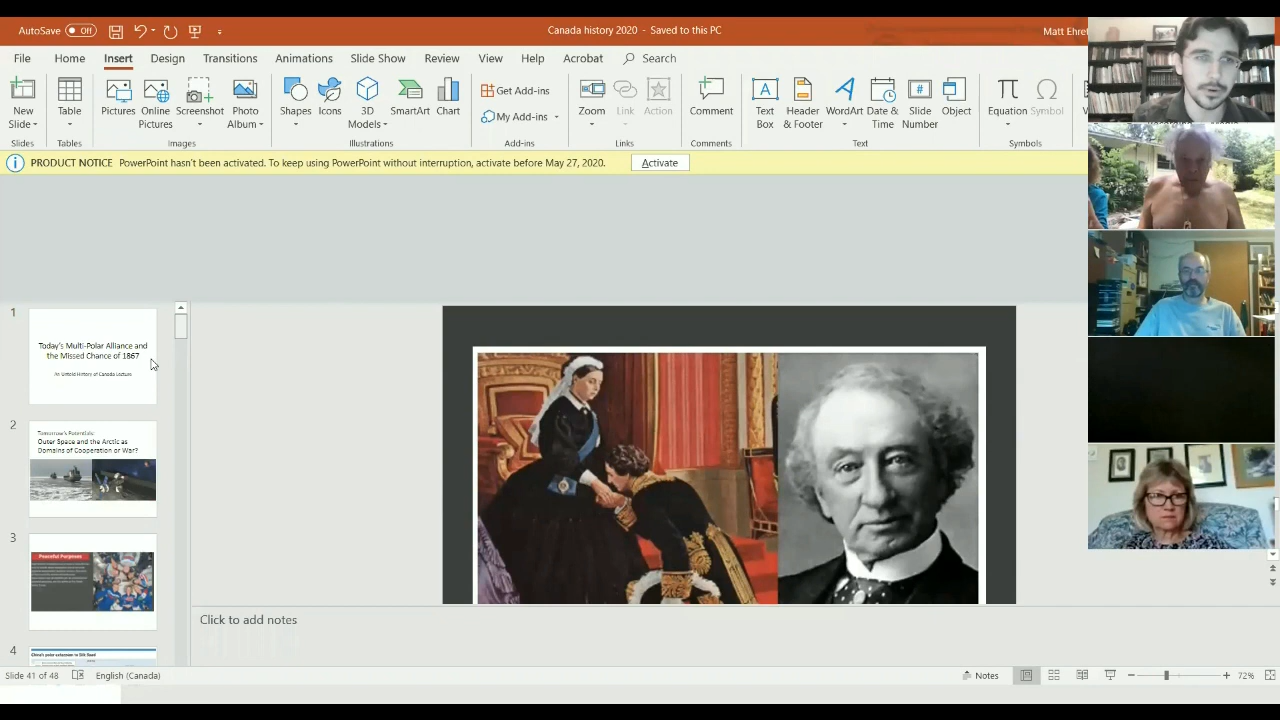 AutoSave Off
Canada history 2020 - Saved to this PC
Matt Ehret
File Home Insert Design Transitions Animations Slide Show Review View Help Acrobat Search
New Slide
Table
Pictures
Online Pictures
Screenshot
Photo Album
Shapes
Icons
3D Models
SmartArt
Chart
Get Add-ins
My Add-ins
Zoom
Link
Action
Comment
Text Box
Header & Footer
WordArt
Date & Time
Slide Number
Object
Equation
Symbol
Slides Tables Images Illustrations Add-ins Links Comments Text Symbols
PRODUCT NOTICE PowerPoint hasn't been activated. To keep using PowerPoint without interruption, activate before May 27, 2020. Activate
1
Today's Multi-Polar Alliance and
the Missed Chance of 1867
An Untold History of Canada Lecture
2
Tomorrow's Potentials:
Outer Space and the Arctic as
Domains of Cooperation or War?
3
Peaceful Purposes
4
China's polar extension to Silk Road
Click to add notes
Slide 41 of 48 English (Canada) Notes 72%